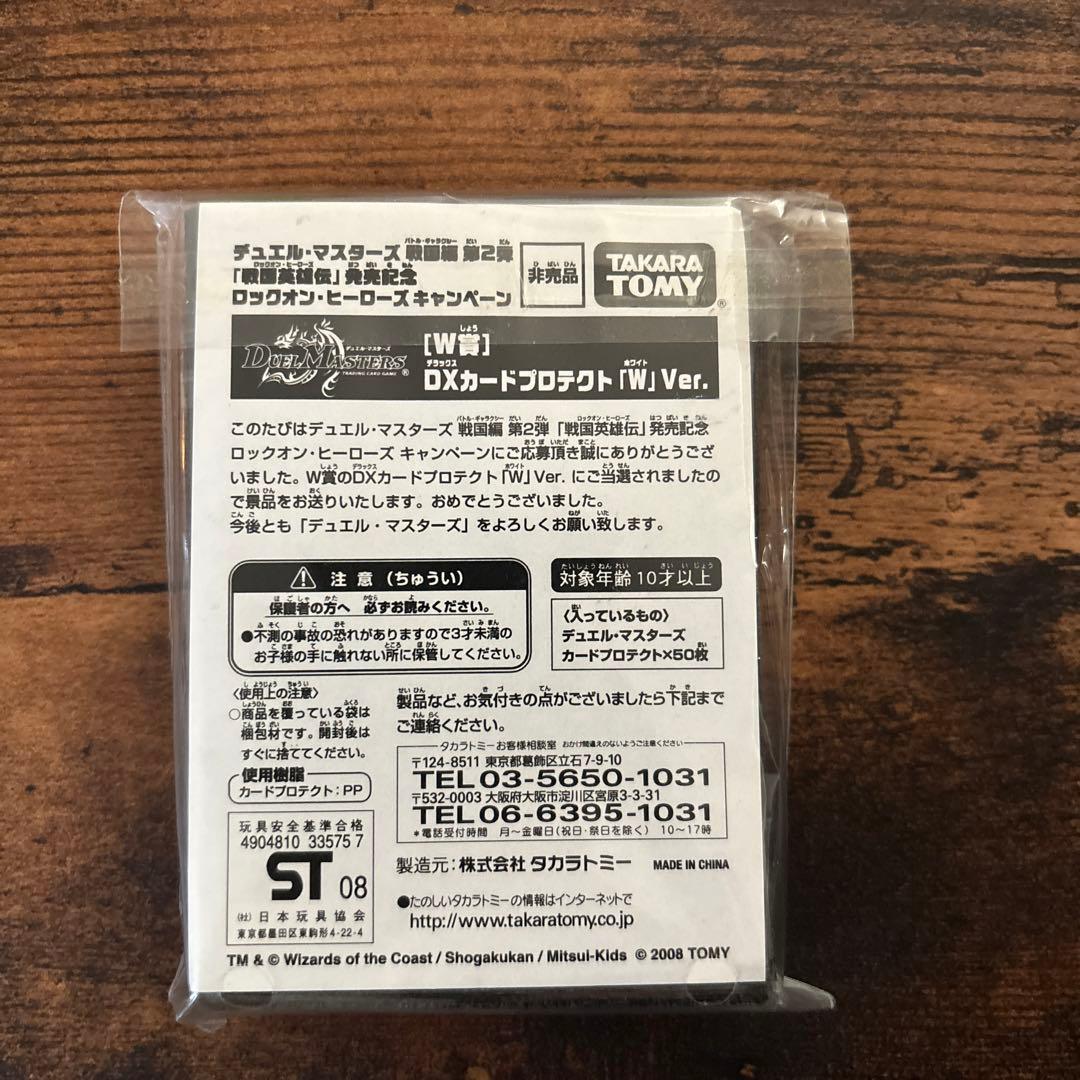 デュエル・マスターズ 戦国編 第2弾
「戦国英雄伝」発売記念
ロックオン・ヒーローズ キャンペーン
非売品
TAKARA TOMY
DUEL MASTERS
デュエル・マスターズ
TRADING CARD GAME
[W賞]
DXカードプロテクト「W」Ver.
このたびはデュエル・マスターズ 戦国編 第2弾 「戦国英雄伝」発売記念
ロックオン・ヒーローズ キャンペーンにご応募頂き誠にありがとうござ
いました。W賞のDXカードプロテクト「W」Ver. にご当選されましたの
で景品をお送りいたします。おめでとうございました。
今後とも「デュエル・マスターズ」をよろしくお願い致します。
注意（ちゅうい）
保護者の方へ 必ずお読みください。
●不測の事故の恐れがありますので3才未満の
お子様の手に触れない所に保管してください。
対象年齢 10才以上
〈入っているもの〉
デュエル・マスターズ
カードプロテクト×50枚
〈使用上の注意〉
○商品を覆っている袋は
梱包材です。開封後は
すぐに捨ててください。
使用樹脂
カードプロテクト：PP
製品など、お気付きの点がございましたら下記まで
ご連絡ください。
タカラトミーお客様相談室 おかけ間違えのないようご注意ください
〒124-8511 東京都葛飾区立石7-9-10
TEL 03-5650-1031
〒532-0003 大阪府大阪市淀川区宮原3-3-31
TEL 06-6395-1031
＊電話受付時間 月～金曜日(祝日・祭日を除く) 10～17時
玩具安全基準合格
4904810 33575 7
ST 08
(社) 日本玩具協会
東京都墨田区東駒形4-22-4
製造元：株式会社 タカラトミー MADE IN CHINA
●たのしいタカラトミーの情報はインターネットで
http://www.takaratomy.co.jp
TM & © Wizards of the Coast / Shogakukan / Mitsui-Kids © 2008 TOMY